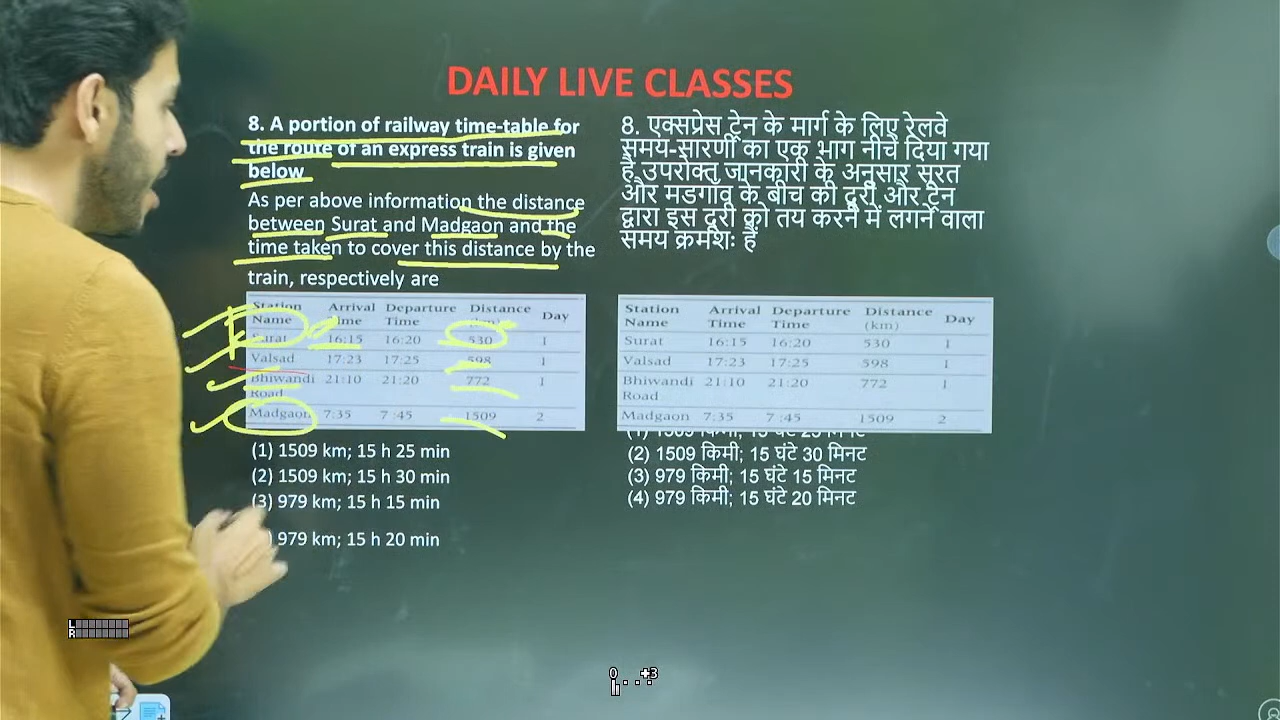 DAILY LIVE CLASSES
8. A portion of railway time-table for
the route of an express train is given
below
As per above information the distance
between Surat and Madgaon and the
time taken to cover this distance by the
train, respectively are
Station Arrival Departure Distance Day
Name Time Time (km)
Surat 16:15 16:20 530 1
Valsad 17:23 17:25 598 1
Bhiwandi 21:10 21:20 772 1
Road
Madgaon 7:35 7 :45 1509 2
(1) 1509 km; 15 h 25 min
(2) 1509 km; 15 h 30 min
(3) 979 km; 15 h 15 min
) 979 km; 15 h 20 min
8. एक्सप्रेस ट्रेन के मार्ग के लिए रेलवे
समय-सारणी का एक भाग नीचे दिया गया
है उपरोक्त जानकारी के अनुसार सूरत
और मडगांव के बीच की दूरी और ट्रेन
द्वारा इस दूरी को तय करने में लगने वाला
समय क्रमशः हैं
Station Arrival Departure Distance Day
Name Time Time (km)
Surat 16:15 16:20 530 1
Valsad 17:23 17:25 598 1
Bhiwandi 21:10 21:20 772 1
Road
Madgaon 7:35 7 :45 1509 2
(1) 1509 किमी; 15 घंटे 25 मिनट
(2) 1509 किमी; 15 घंटे 30 मिनट
(3) 979 किमी; 15 घंटे 15 मिनट
(4) 979 किमी; 15 घंटे 20 मिनट
L
R
0 +3